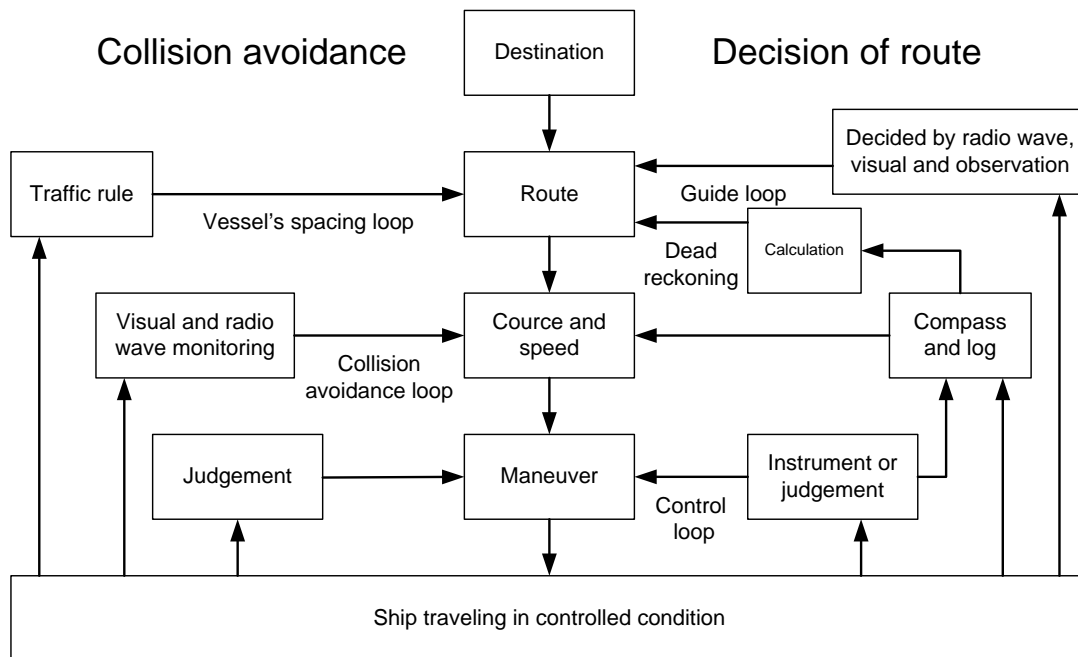 Collision avoidance
Destination
Decision of route
Decided by radio wave,
visual and observation
Traffic rule
Route
Vessel's spacing loop
Guide loop
Dead
reckoning
Calculation
Visual and radio
wave monitoring
Cource and
speed
Compass
and log
Collision
avoidance loop
Judgement
Maneuver
Instrument or
judgement
Control
loop
Ship traveling in controlled condition